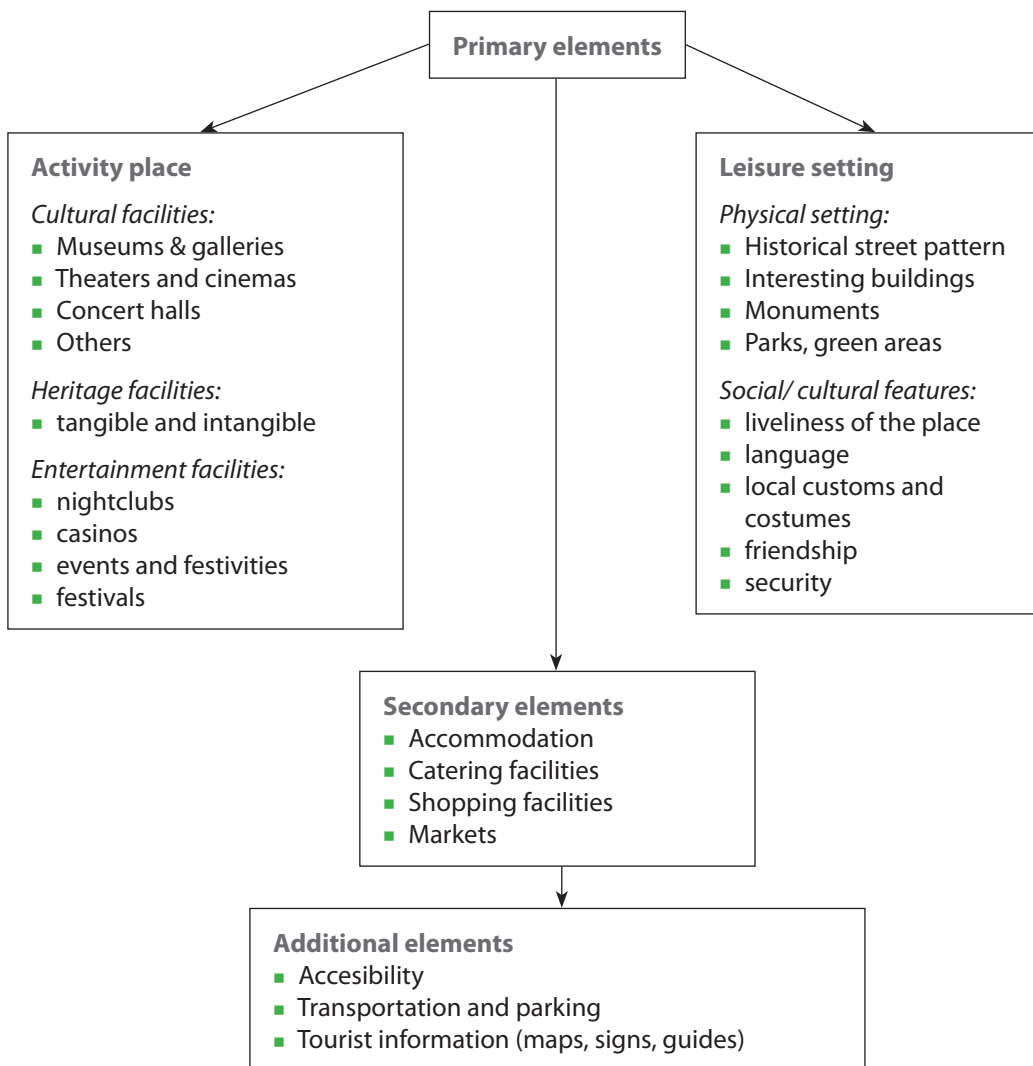 Primary elements
Activity place
Cultural facilities:
■ Museums & galleries
■ Theaters and cinemas
■ Concert halls
■ Others
Heritage facilities:
■ tangible and intangible
Entertainment facilities:
■ nightclubs
■ casinos
■ events and festivities
■ festivals
Leisure setting
Physical setting:
■ Historical street pattern
■ Interesting buildings
■ Monuments
■ Parks, green areas
Social/ cultural features:
■ liveliness of the place
■ language
■ local customs and
costumes
■ friendship
■ security
Secondary elements
■ Accommodation
■ Catering facilities
■ Shopping facilities
■ Markets
Additional elements
■ Accesibility
■ Transportation and parking
■ Tourist information (maps, signs, guides)